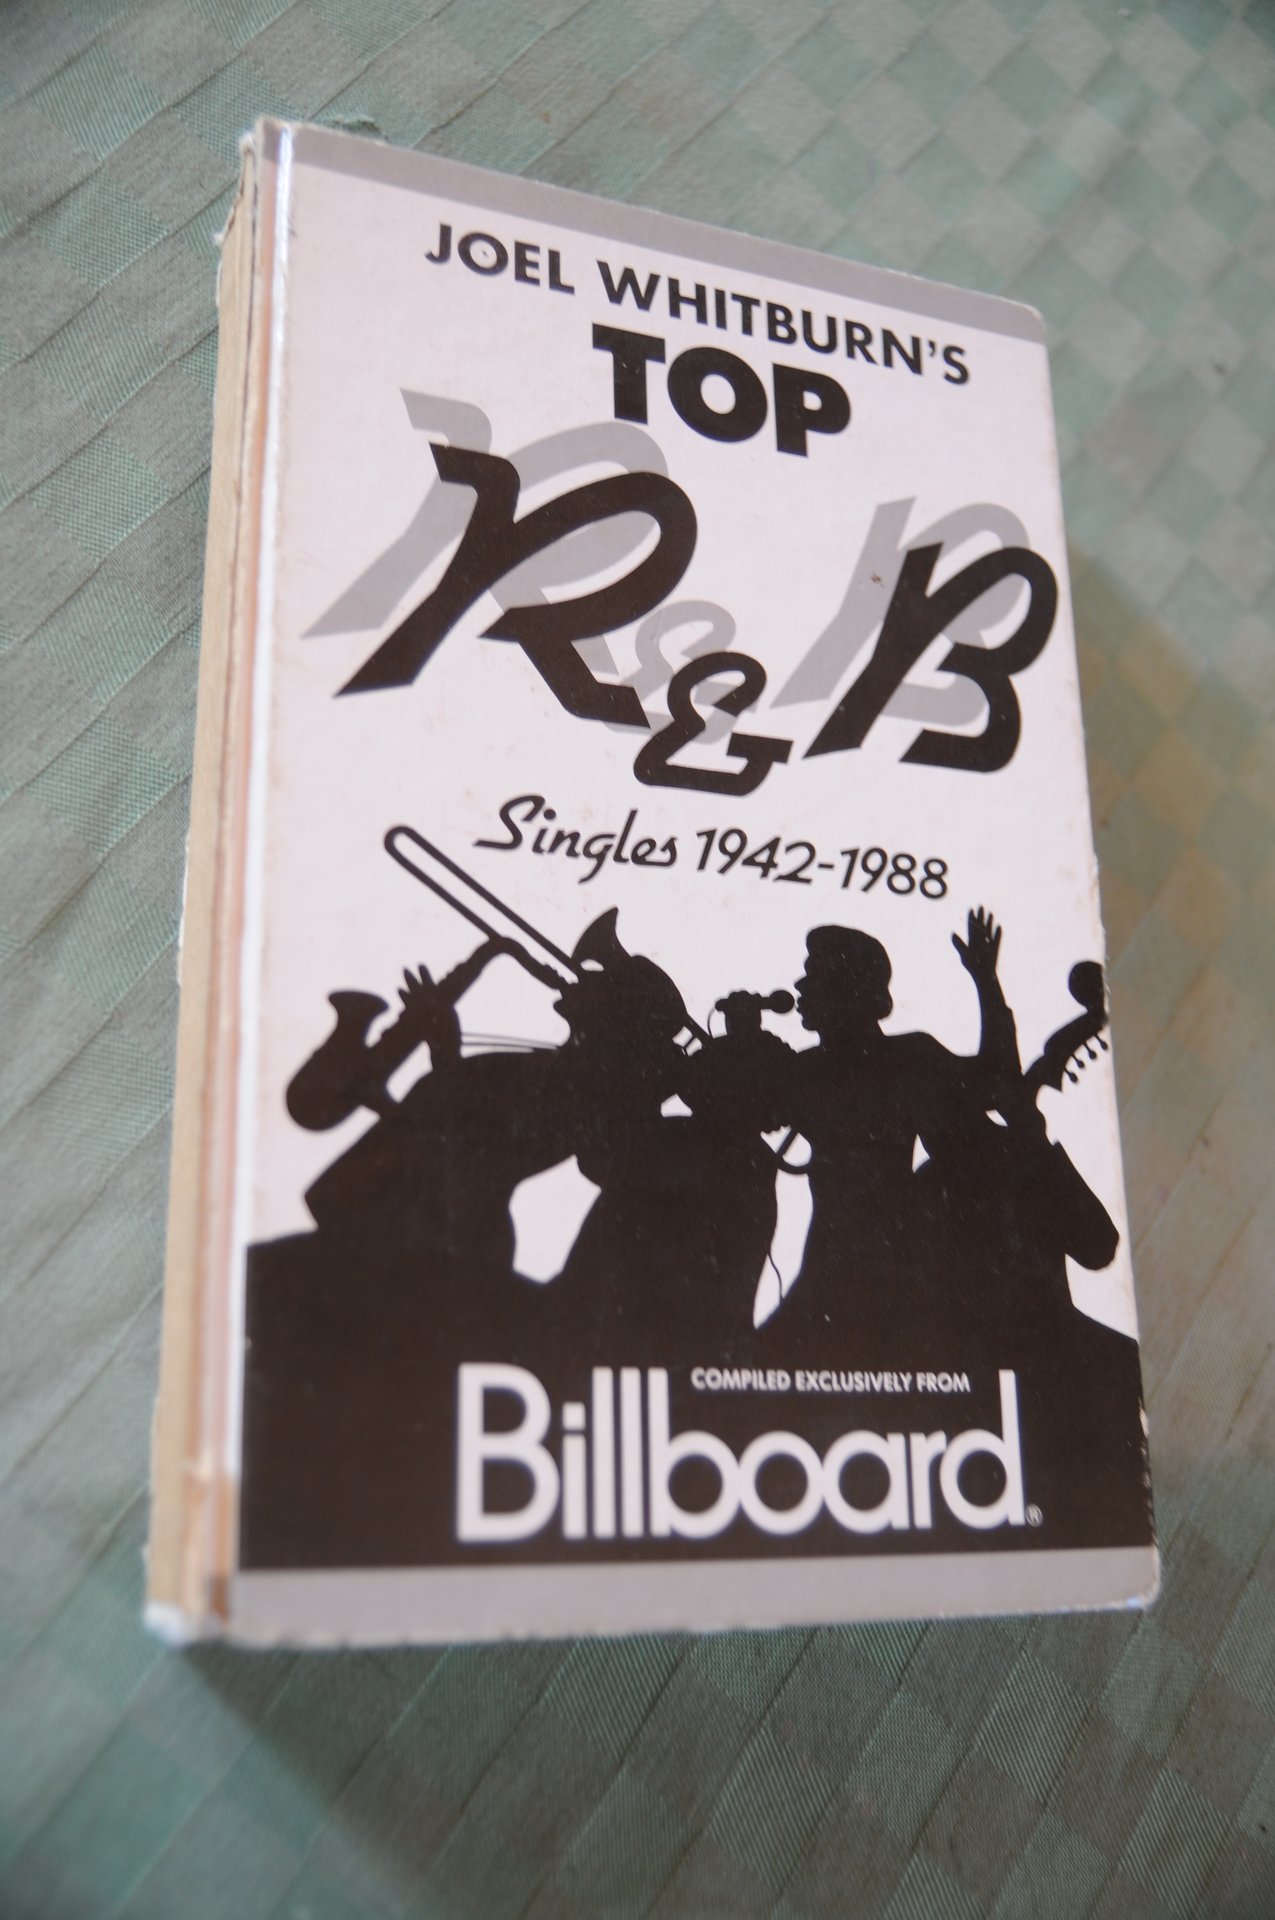 JOEL WHITBURN'S
TOP
R&B
Singles 1942-1988
COMPILED EXCLUSIVELY FROM
Billboard®